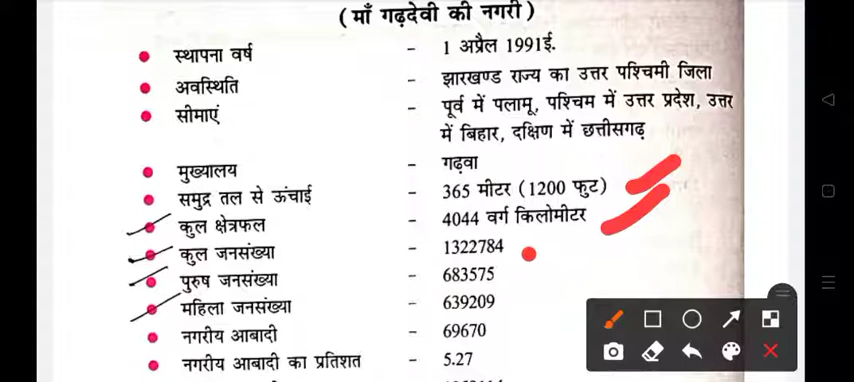 (माँ गढ़देवी की नगरी)
स्थापना वर्ष - 1 अप्रैल 1991ई.
अवस्थिति - झारखण्ड राज्य का उत्तर पश्चिमी जिला
सीमाएं - पूर्व में पलामू, पश्चिम में उत्तर प्रदेश, उत्तर
में बिहार, दक्षिण में छत्तीसगढ़
मुख्यालय - गढ़वा
समुद्र तल से ऊंचाई - 365 मीटर (1200 फुट)
कुल क्षेत्रफल - 4044 वर्ग किलोमीटर
कुल जनसंख्या - 1322784
पुरुष जनसंख्या - 683575
महिला जनसंख्या - 639209
नगरीय आबादी - 69670
नगरीय आबादी का प्रतिशत - 5.27